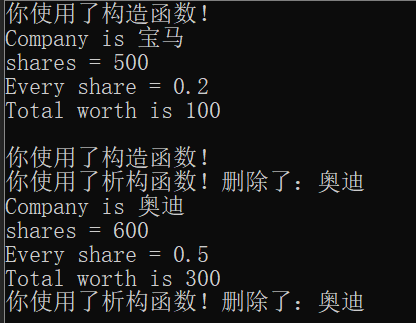 你使用了构造函数!
Company is 宝马
shares = 500
Every share = 0.2
Total worth is 100
你使用了构造函数!
你使用了析构函数! 删除了: 奥迪
Company is 奥迪
shares = 600
Every share = 0.5
Total worth is 300
你使用了析构函数! 删除了: 奥迪